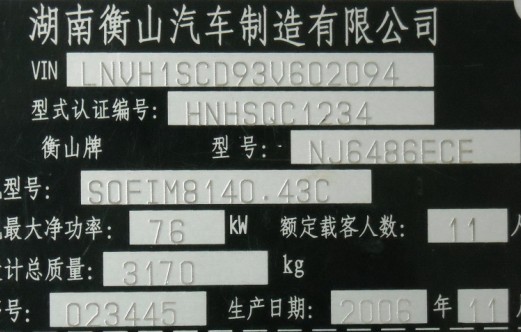 湖南衡山汽车制造有限公司
VIN LNVH1SCD93V602094
型式认证编号: HNHSQC1234
衡山牌 型号: NJ6486ECE
型号: SOFIM8140.43C
最大净功率: 76 kW 额定载客人数: 11
计总质量: 3170 kg
号: 023445 生产日期: 2006 年 11